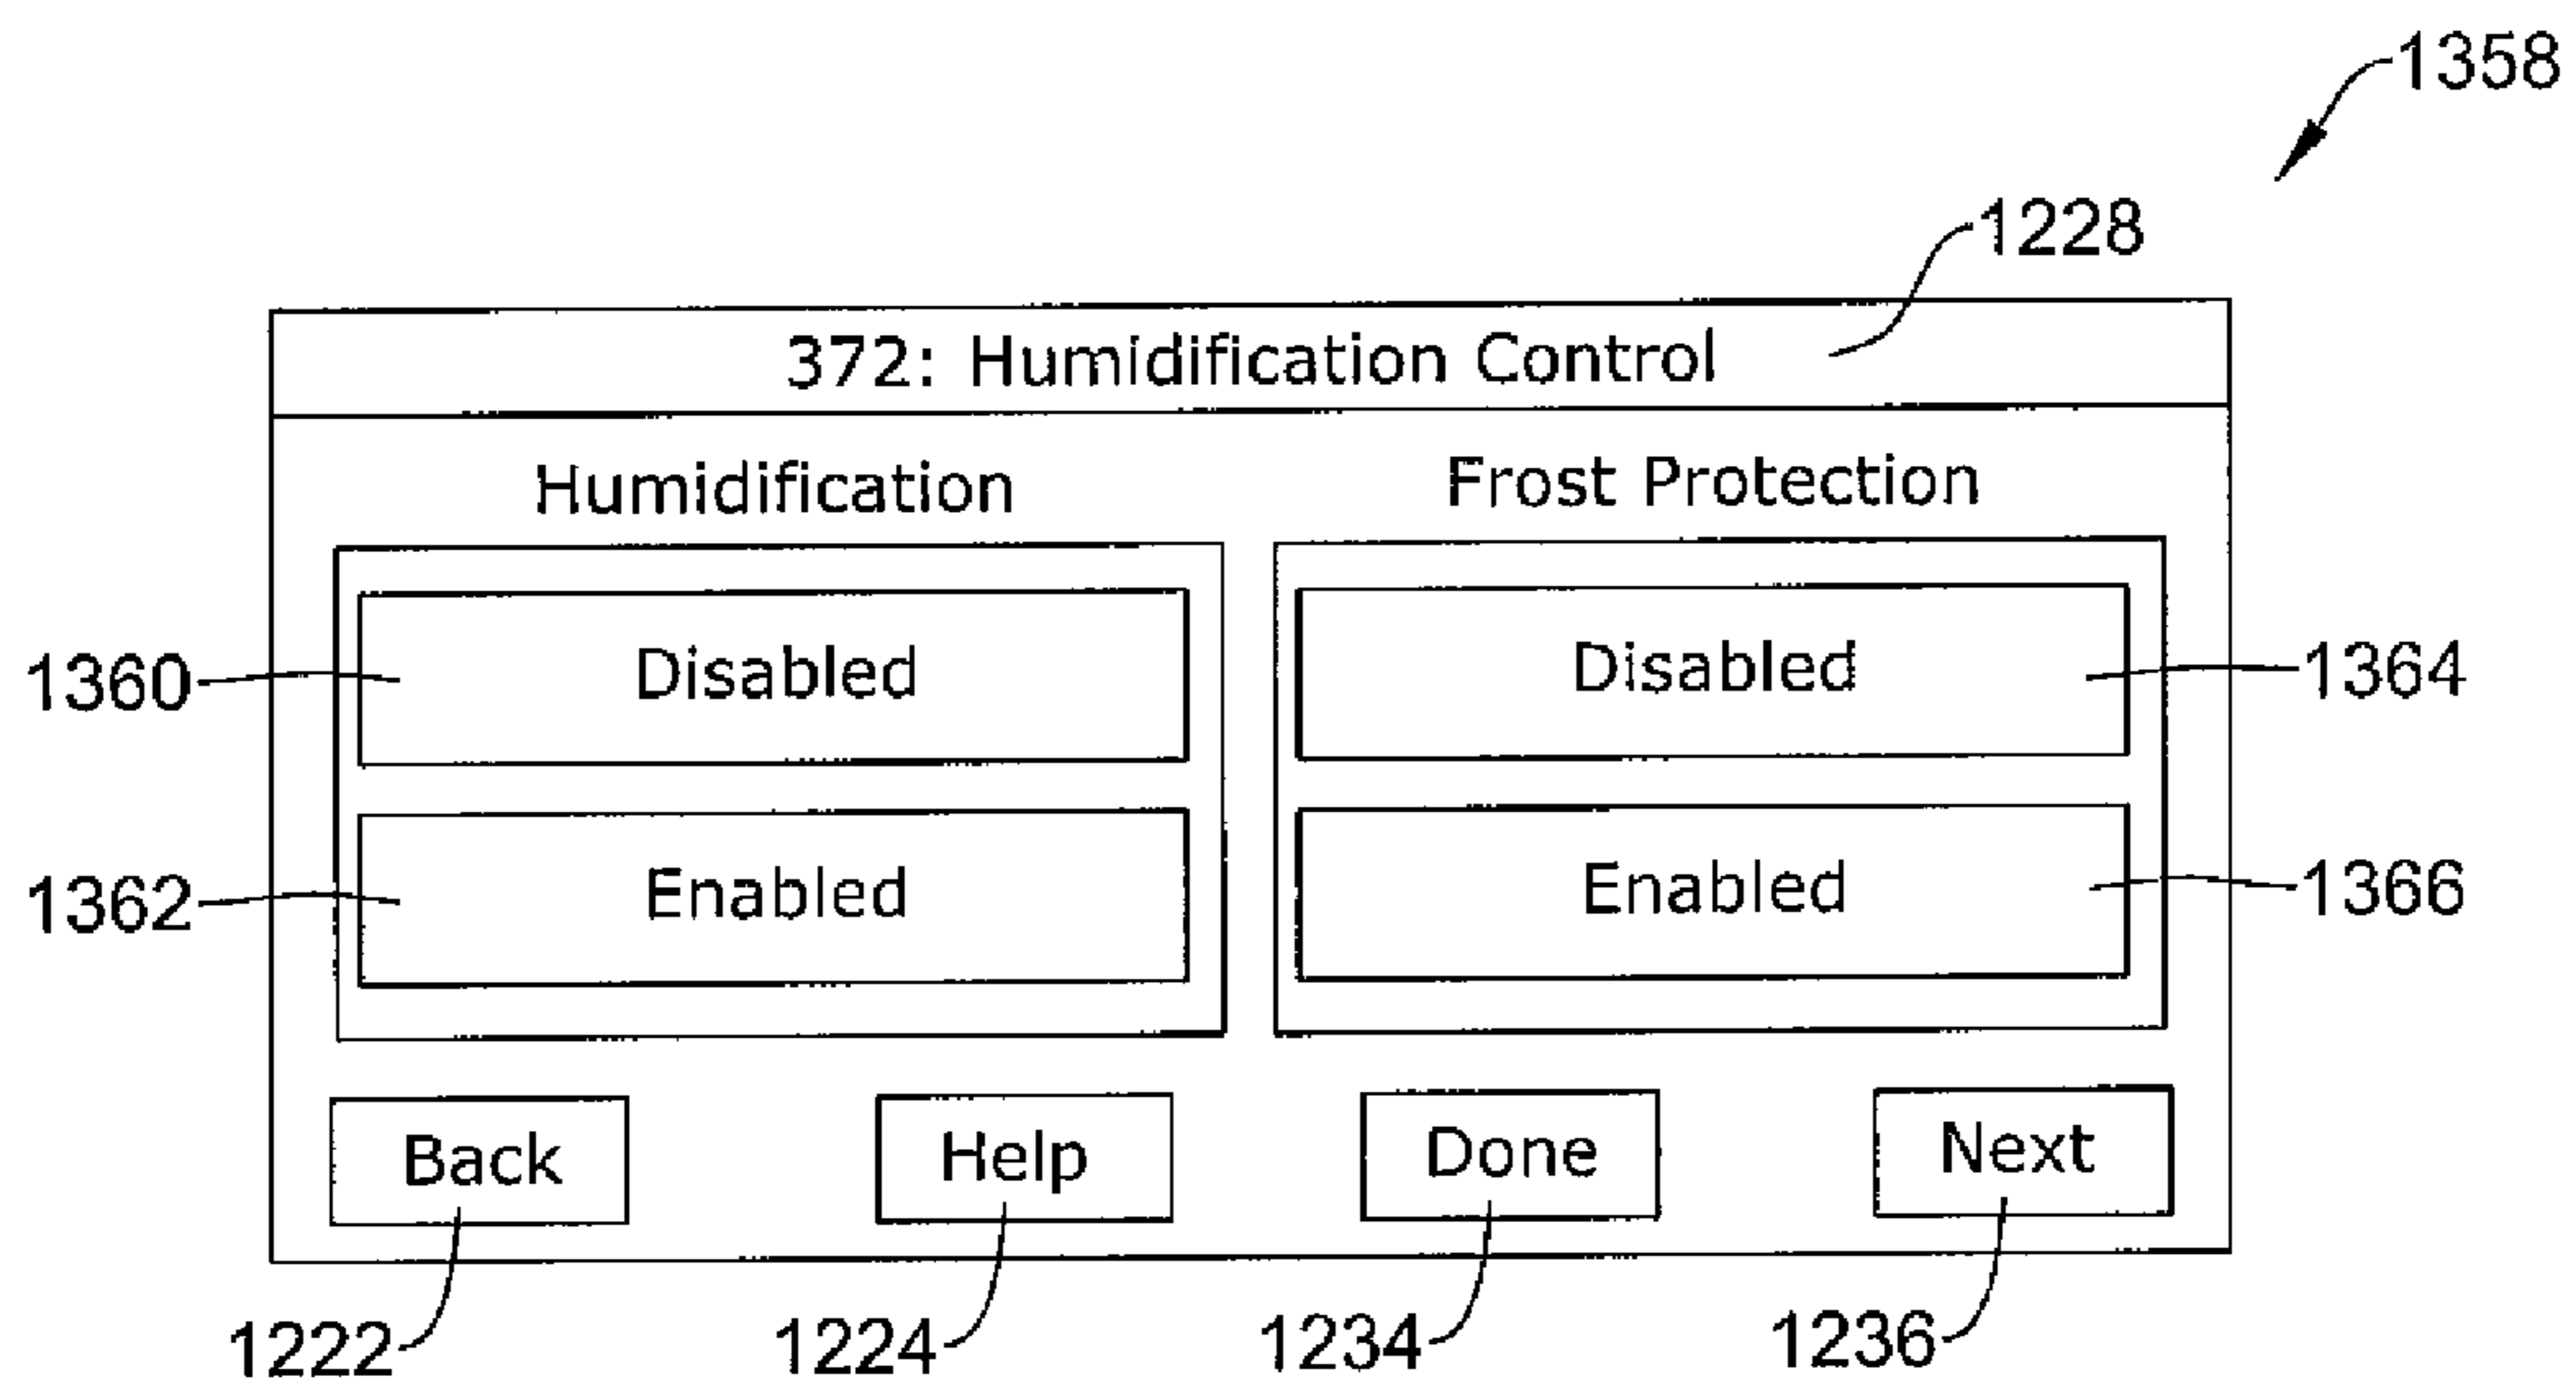 1358
1228
372: Humidification Control
Humidification Frost Protection
1360 Disabled Disabled 1364
1362 Enabled Enabled 1366
Back Help Done Next
1222 1224 1234 1236